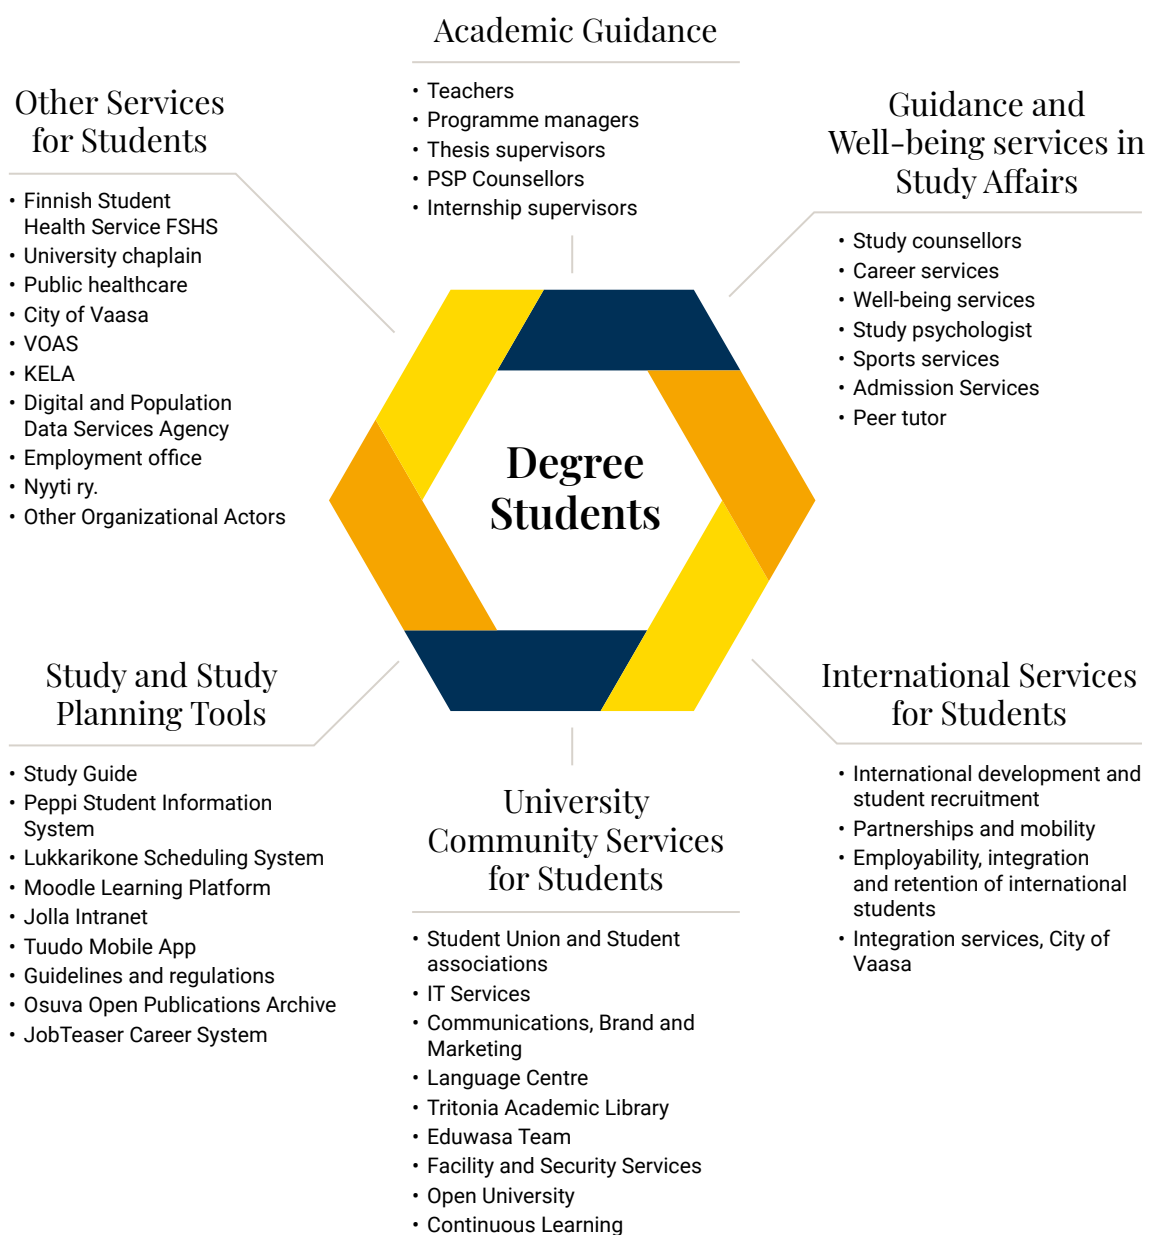 Academic Guidance
• Teachers
• Programme managers
• Thesis supervisors
• PSP Counsellors
• Internship supervisors
Other Services
for Students
• Finnish Student
Health Service FSHS
• University chaplain
• Public healthcare
• City of Vaasa
• VOAS
• KELA
• Digital and Population
Data Services Agency
• Employment office
• Nyyti ry.
• Other Organizational Actors
Guidance and
Well-being services in
Study Affairs
• Study counsellors
• Career services
• Well-being services
• Study psychologist
• Sports services
• Admission Services
• Peer tutor
Degree
Students
Study and Study
Planning Tools
• Study Guide
• Peppi Student Information
System
• Lukkarikone Scheduling System
• Moodle Learning Platform
• Jolla Intranet
• Tuudo Mobile App
• Guidelines and regulations
• Osuva Open Publications Archive
• JobTeaser Career System
University
Community Services
for Students
• Student Union and Student
associations
• IT Services
• Communications, Brand and
Marketing
• Language Centre
• Tritonia Academic Library
• Eduwasa Team
• Facility and Security Services
• Open University
• Continuous Learning
International Services
for Students
• International development and
student recruitment
• Partnerships and mobility
• Employability, integration
and retention of international
students
• Integration services, City of
Vaasa